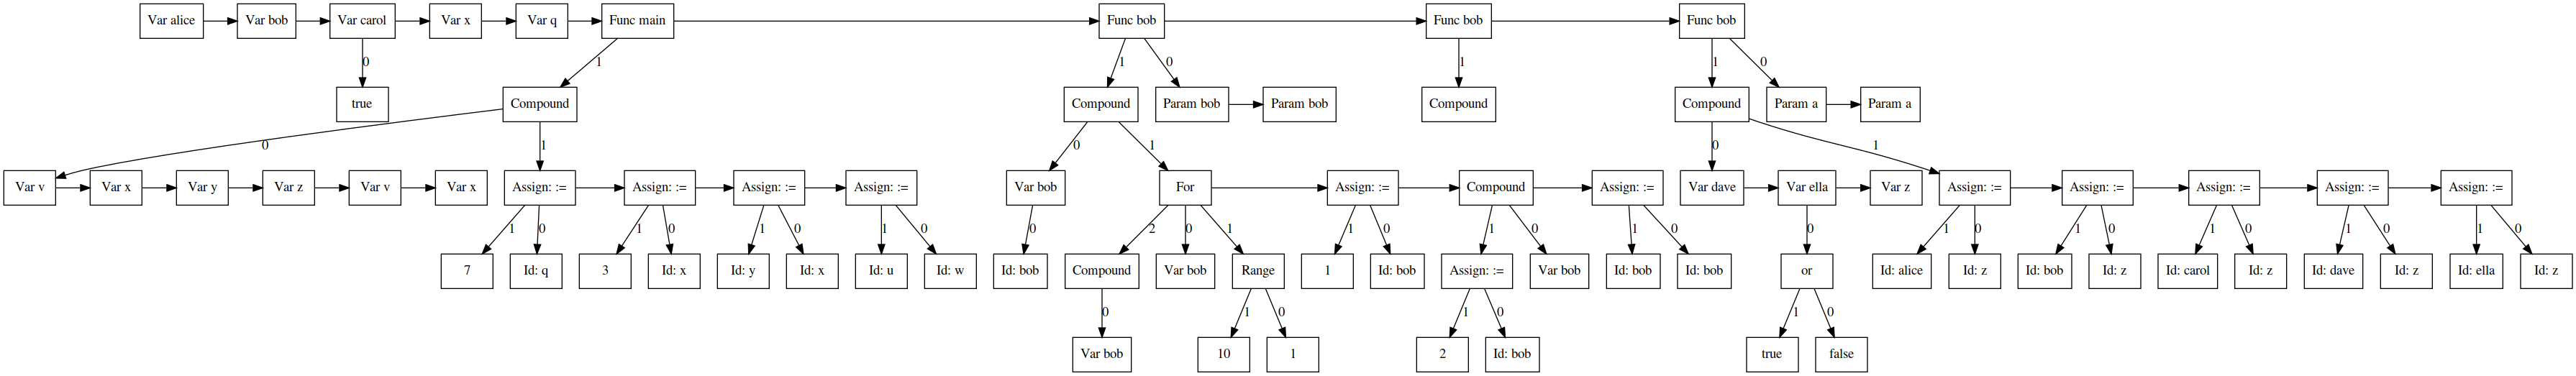 Var alice
Var bob
Var carol
Var x
Var q
Func main
Func bob
Func bob
Func bob
0
1
1
0
1
1
0
true
Compound
Compound
Param bob
Param bob
Compound
Compound
Param a
Param a
0
1
0
1
0
1
Var v
Var x
Var y
Var z
Var v
Var x
Assign: :=
Assign: :=
Assign: :=
Assign: :=
Var bob
For
Assign: :=
Compound
Assign: :=
Var dave
Var ella
Var z
Assign: :=
Assign: :=
Assign: :=
Assign: :=
Assign: :=
1
0
1
0
1
0
1
0
0
2
0
1
1
0
1
0
1
0
0
1
0
1
0
1
0
1
0
1
0
7
Id: q
3
Id: x
Id: y
Id: x
Id: u
Id: w
Id: bob
Compound
Var bob
Range
1
Id: bob
Assign: :=
Var bob
Id: bob
Id: bob
or
Id: alice
Id: z
Id: bob
Id: z
Id: carol
Id: z
Id: dave
Id: z
Id: ella
Id: z
0
1
0
1
0
1
0
Var bob
10
1
2
Id: bob
true
false